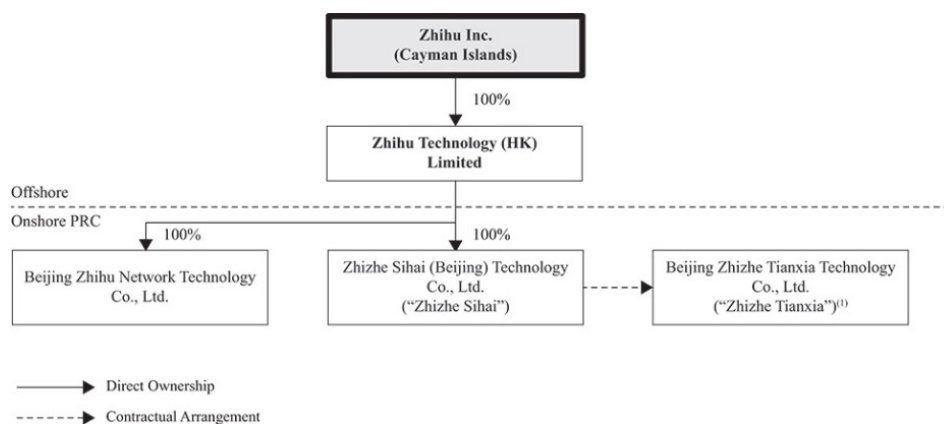 Zhihu Inc.
(Cayman Islands)
100%
Zhihu Technology (HK)
Limited
Offshore
Onshore PRC
100%
100%
Beijing Zhihu Network Technology
Co., Ltd.
Zhizhe Sihai (Beijing) Technology
Co., Ltd.
(“Zhizhe Sihai”)
Beijing Zhizhe Tianxia Technology
Co., Ltd.
(“Zhizhe Tianxia”)(1)
Direct Ownership
Contractual Arrangement